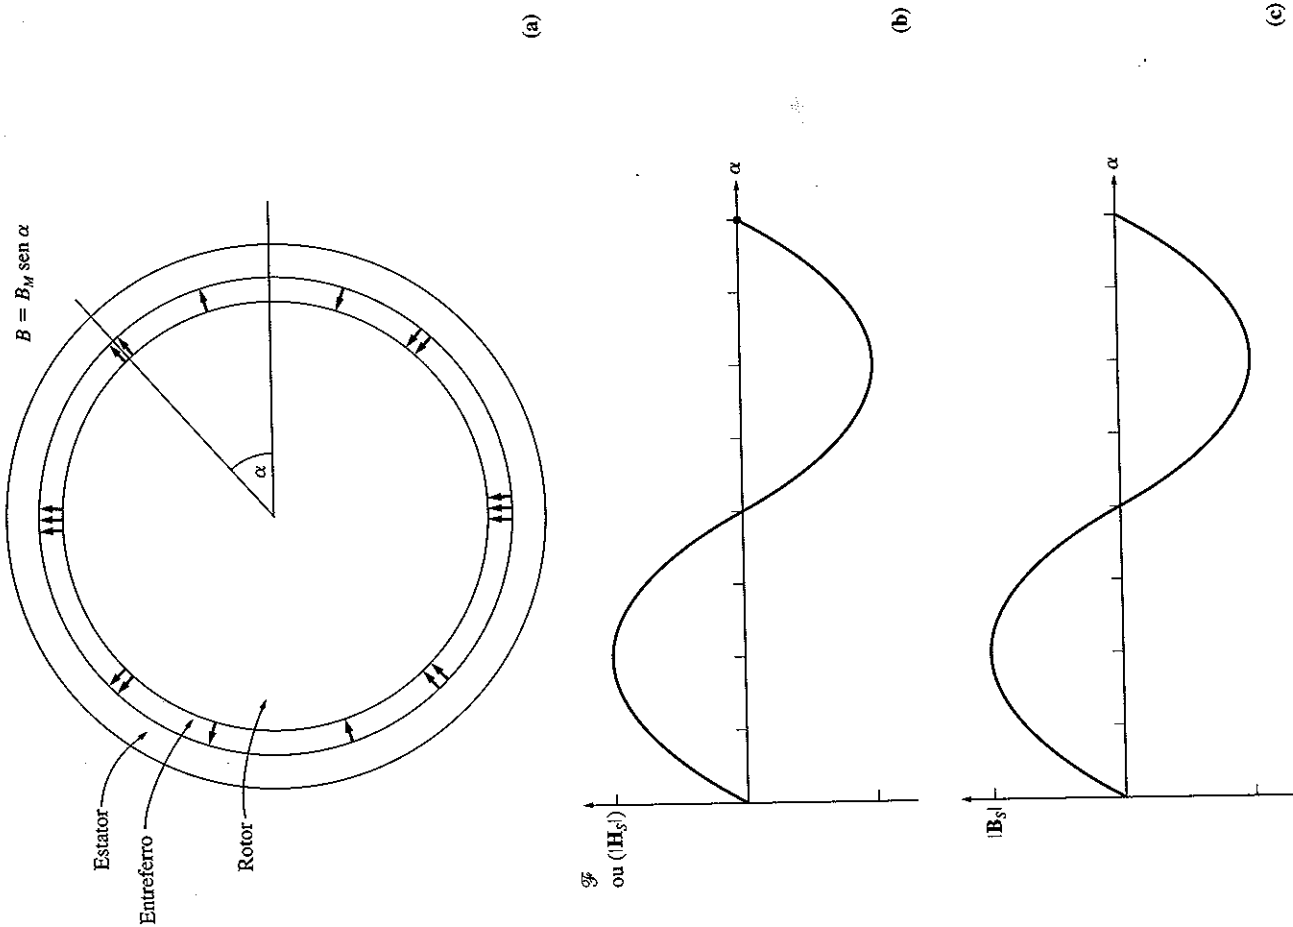 B = B_M sen α
α
Estator
Entreferro
Rotor
(a)
ℱ
ou (|H_S|)
α
(b)
|B_S|
α
(c)